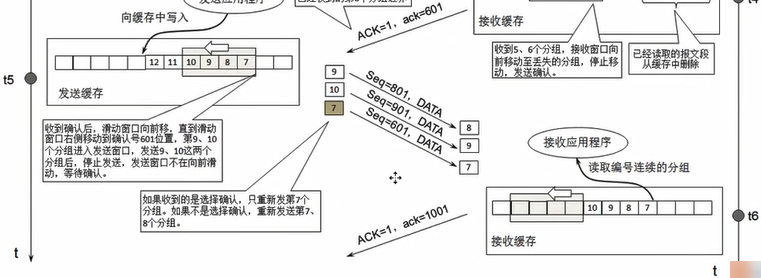 发送应用程序
向缓存中写入
ACK=1，ack=601
接收缓存
t4
收到5、6个分组，接收窗口向
前移动至丢失的分组，停止移
动，发送确认。
已经读取的报文段
从缓存中删除
t5
12 11 10 9 8 7
发送缓存
9
10
7
Seq=801, DATA
Seq=901, DATA
Seq=601, DATA
8
9
7
收到确认后，滑动窗口向前移，直到滑动
窗口右侧移动到确认号601位置，第9、10
个分组进入发送窗口，发送9、10这两个
分组后，停止发送，发送窗口不在向前滑
动，等待确认。
接收应用程序
读取编号连续的分组
如果收到的是选择确认，只重新发第7个
分组。如果不是选择确认，重新发送第7、
8个分组。
ACK=1，ack=1001
10 9 8 7
接收缓存
t6
t
t